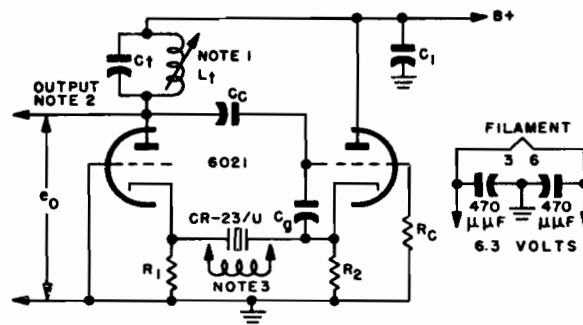 B+
Ct
NOTE 1
Lt
C1
OUTPUT
NOTE 2
Cc
FILAMENT
6021
3 6
eo
CR-23/U
Cg
Rc
470
μμF
470
μμF
6.3 VOLTS
R1
R2
NOTE 3